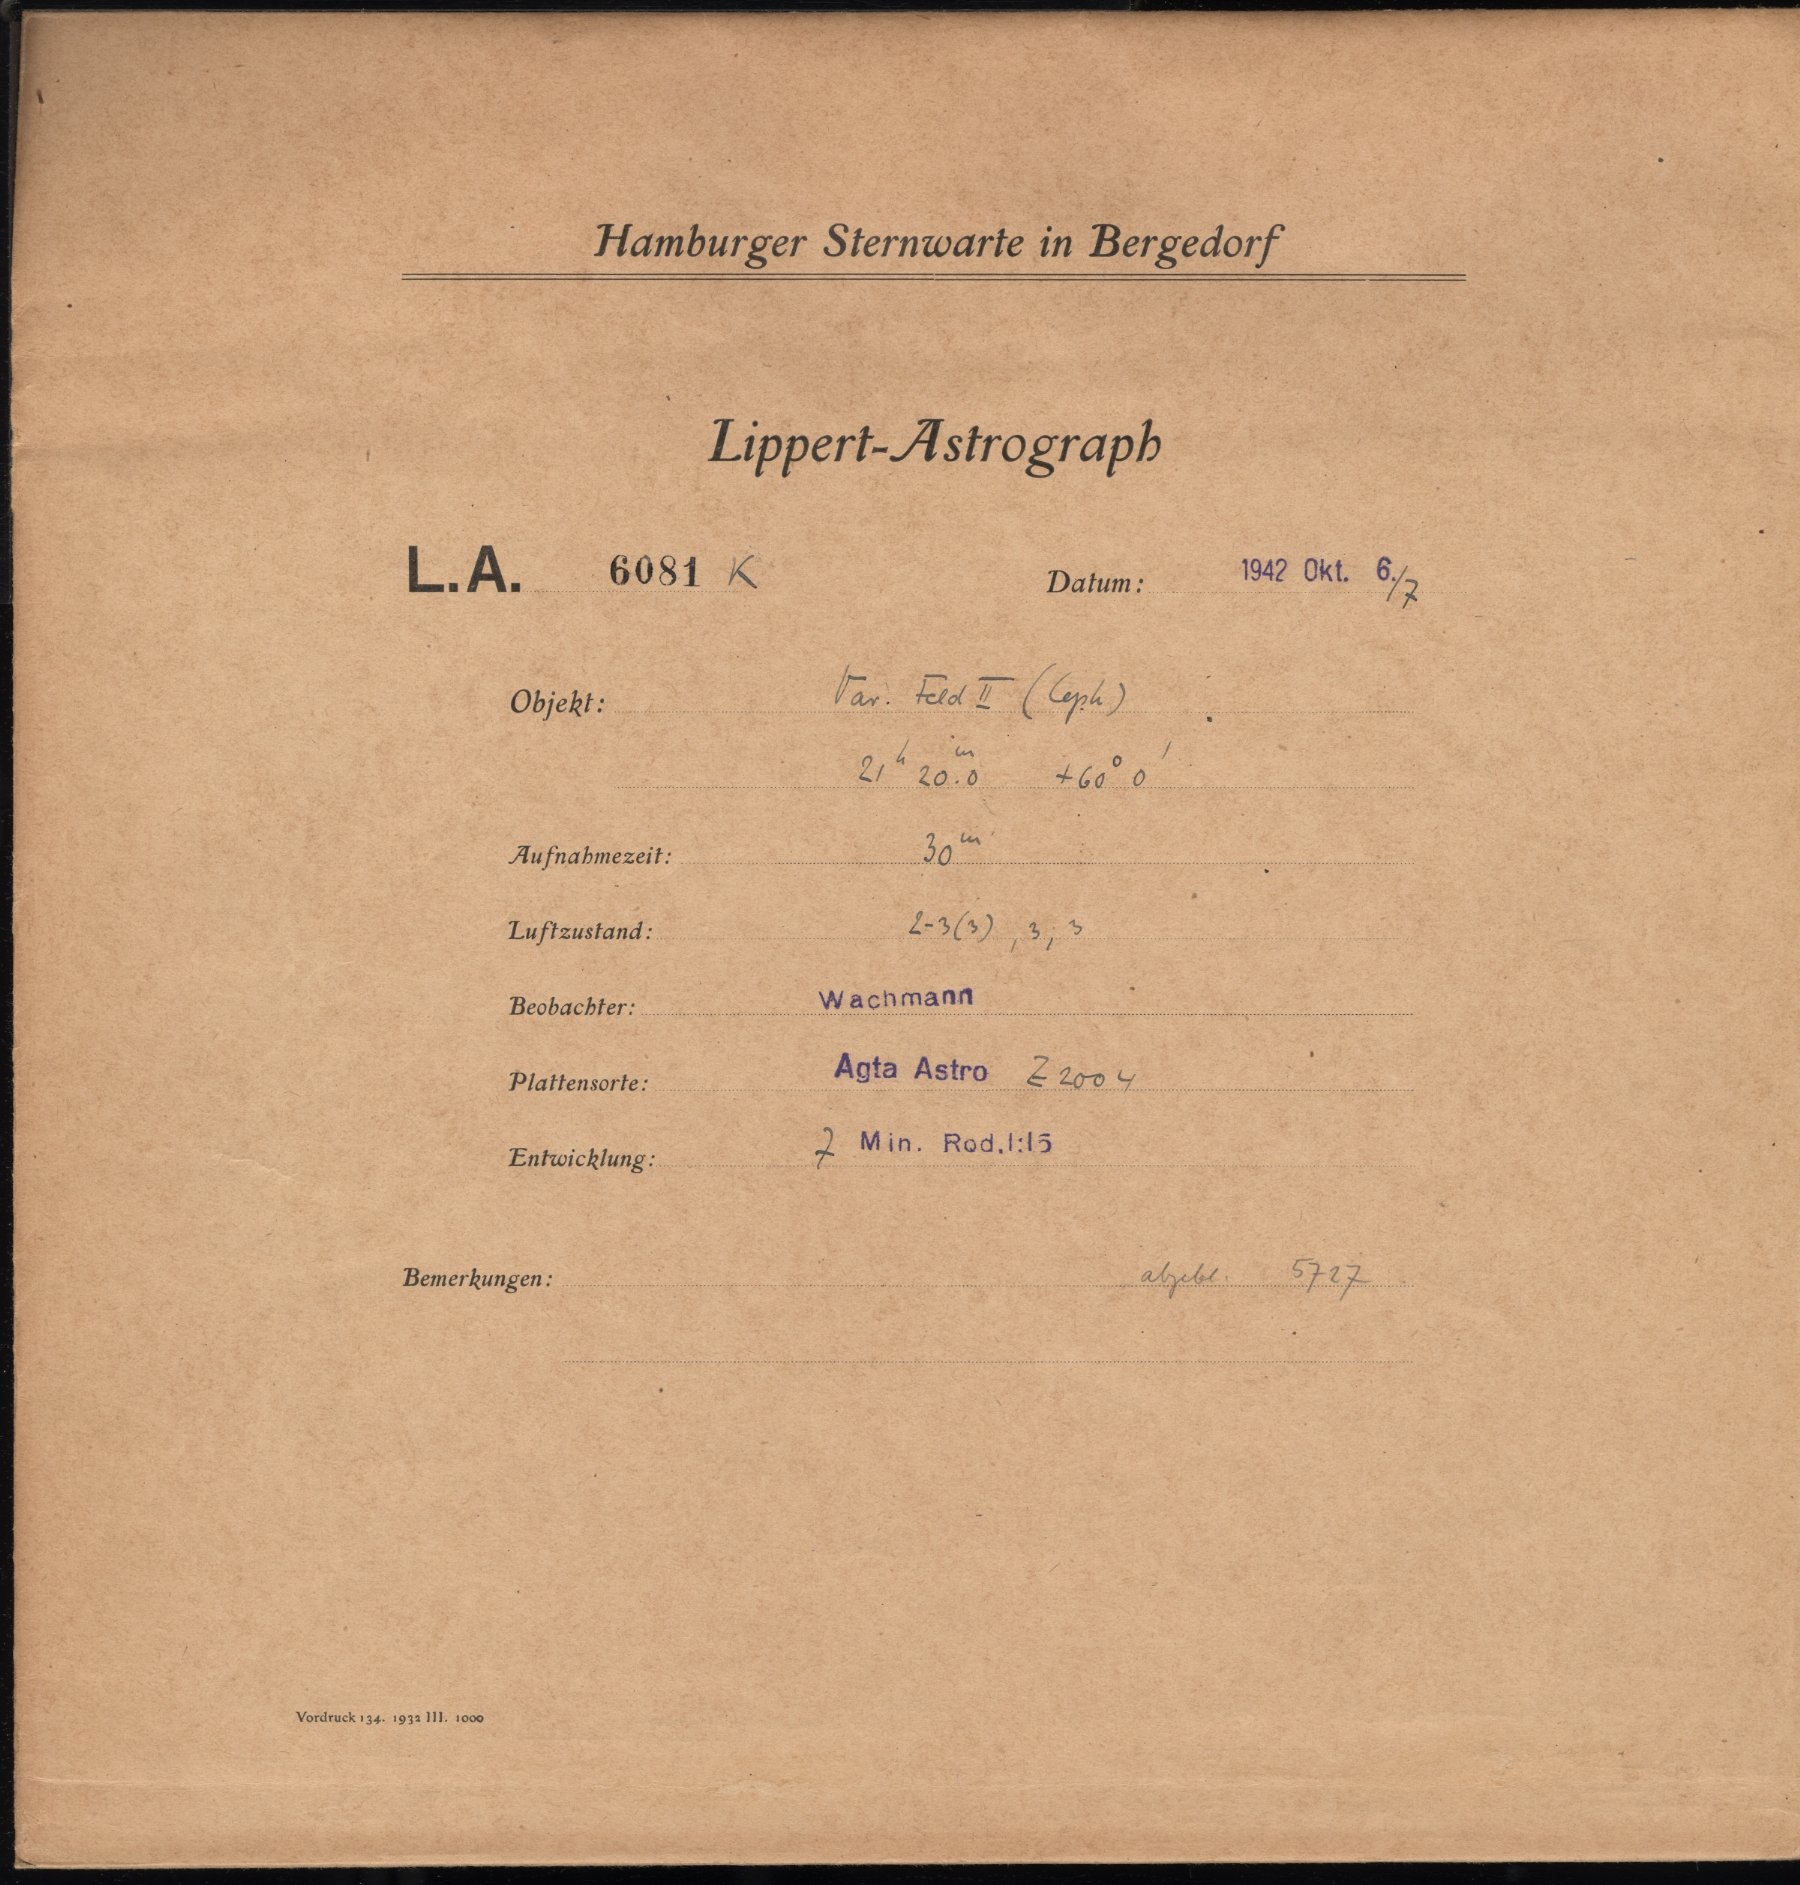 Hamburger Sternwarte in Bergedorf
Lippert-Astrograph
L.A. 6081 K Datum: 1942 Okt. 6./7
Objekt: Var. Feld II (Ceph)
21h 20.0m +60° 0'
Aufnahmezeit: 30m
Luftzustand: 2-3(3), 3, 3
Beobachter: Wachmann
Plattensorte: Agfa Astro Z 2004
Entwicklung: 7 Min. Rod. 1:15
Bemerkungen: abgebl. 5727
Vordruck 134. 1932 III. 1000